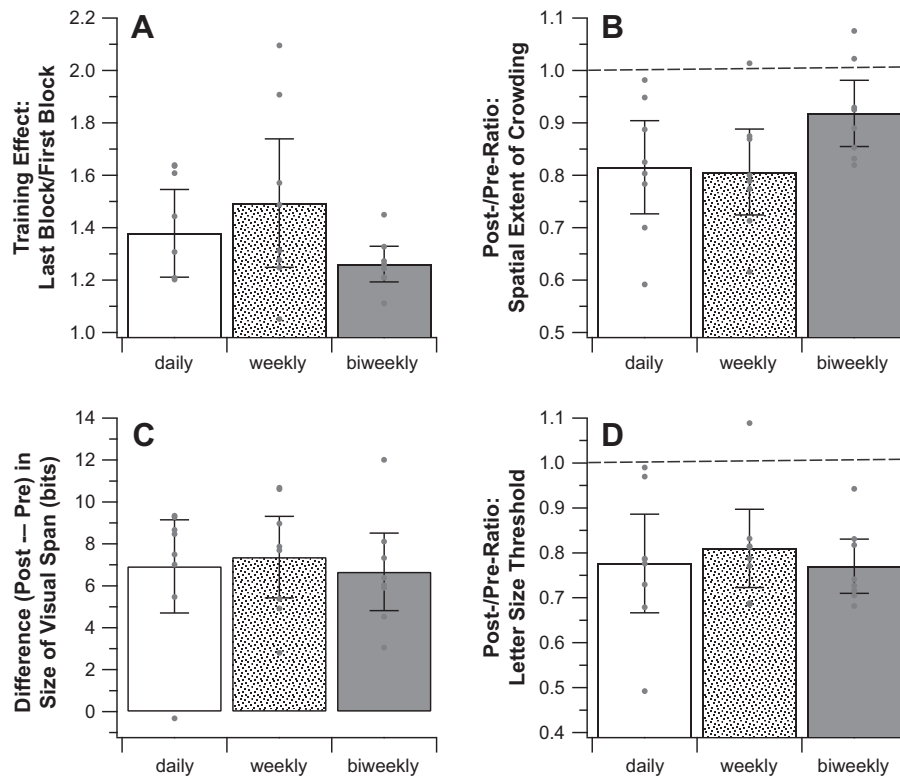 A
Training Effect:
Last Block/First Block
2.2
2.0
1.8
1.6
1.4
1.2
1.0
daily weekly biweekly
B
Post-/Pre-Ratio:
Spatial Extent of Crowding
1.1
1.0
0.9
0.8
0.7
0.6
0.5
daily weekly biweekly
C
Difference (Post — Pre) in
Size of Visual Span (bits)
14
12
10
8
6
4
2
0
daily weekly biweekly
D
Post-/Pre-Ratio:
Letter Size Threshold
1.1
1.0
0.9
0.8
0.7
0.6
0.5
0.4
daily weekly biweekly